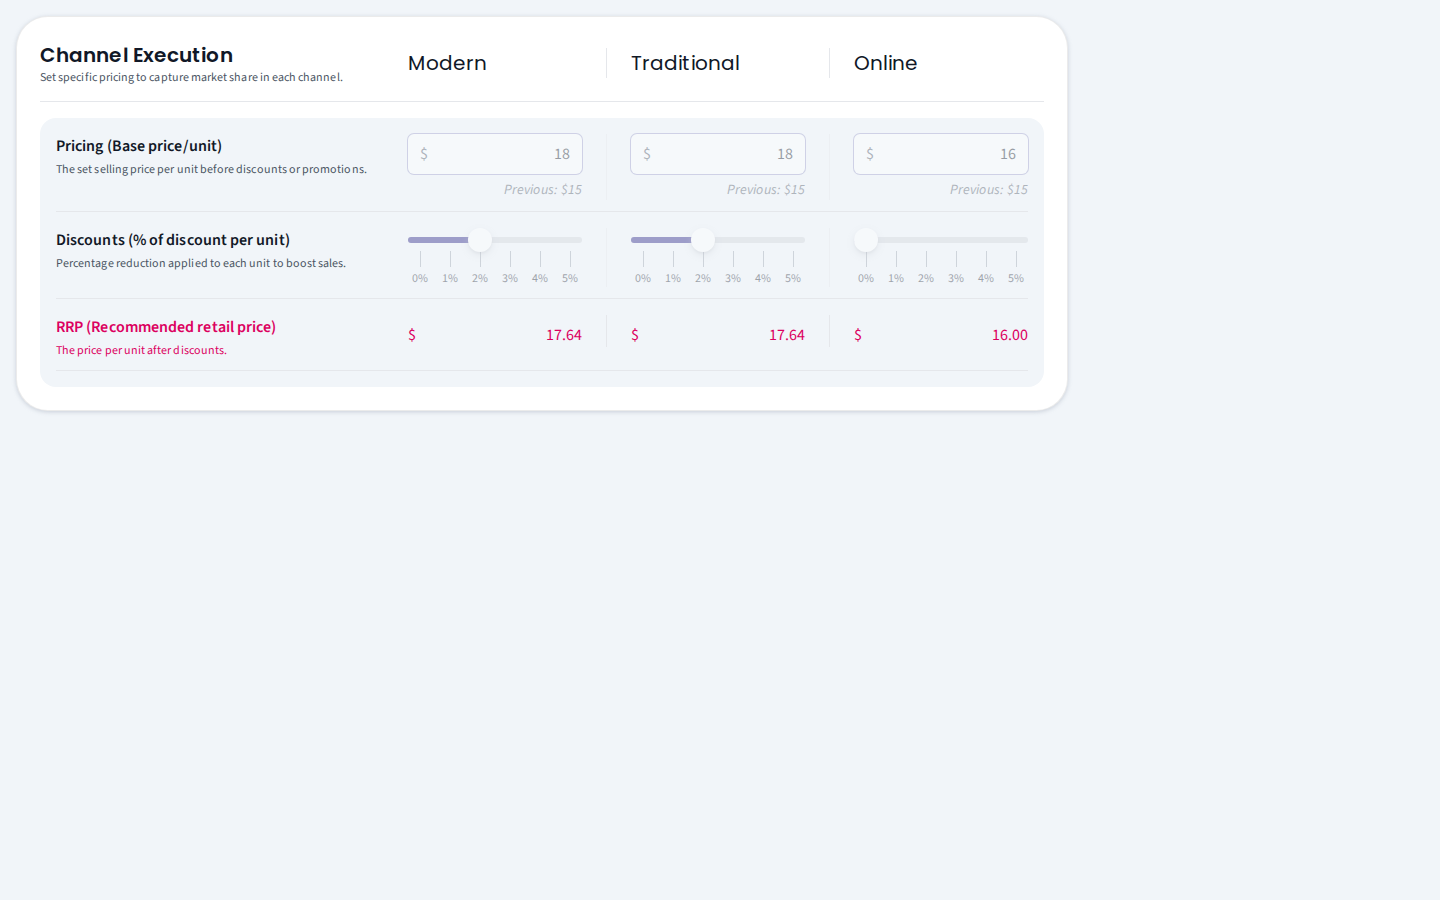 Channel Execution
Set specific pricing to capture market share in each channel.
Modern
Traditional
Online
Pricing (Base price/unit)
The set selling price per unit before discounts or promotions.
$ 18
$ 18
$ 16
Previous: $15
Previous: $15
Previous: $15
Discounts (% of discount per unit)
Percentage reduction applied to each unit to boost sales.
0% 1% 2% 3% 4% 5%
0% 1% 2% 3% 4% 5%
0% 1% 2% 3% 4% 5%
RRP (Recommended retail price)
The price per unit after discounts.
$ 17.64
$ 17.64
$ 16.00